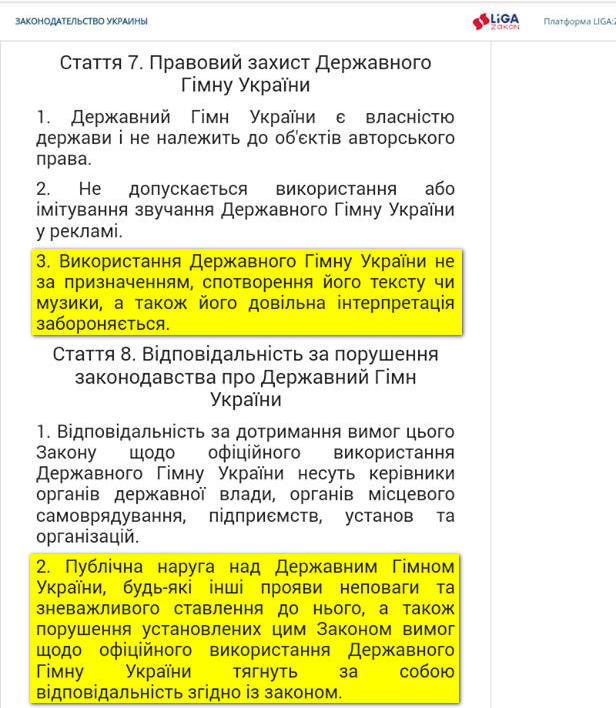 ЗАКОНОДАТЕЛЬСТВО УКРАИНЫ
LIGA ZAKON
Платформа LIGA:
Стаття 7. Правовий захист Державного
Гімну України
1. Державний Гімн України є власністю
держави і не належить до об'єктів авторського
права.
2. Не допускається використання або
імітування звучання Державного Гімну України
у рекламі.
3. Використання Державного Гімну України не
за призначенням, спотворення його тексту чи
музики, а також його довільна інтерпретація
забороняється.
Стаття 8. Відповідальність за порушення
законодавства про Державний Гімн
України
1. Відповідальність за дотримання вимог цього
Закону щодо офіційного використання
Державного Гімну України несуть керівники
органів державної влади, органів місцевого
самоврядування, підприємств, установ та
організацій.
2. Публічна наруга над Державним Гімном
України, будь-які інші прояви неповаги та
зневажливого ставлення до нього, а також
порушення установлених цим Законом вимог
щодо офіційного використання Державного
Гімну України тягнуть за собою
відповідальність згідно із законом.